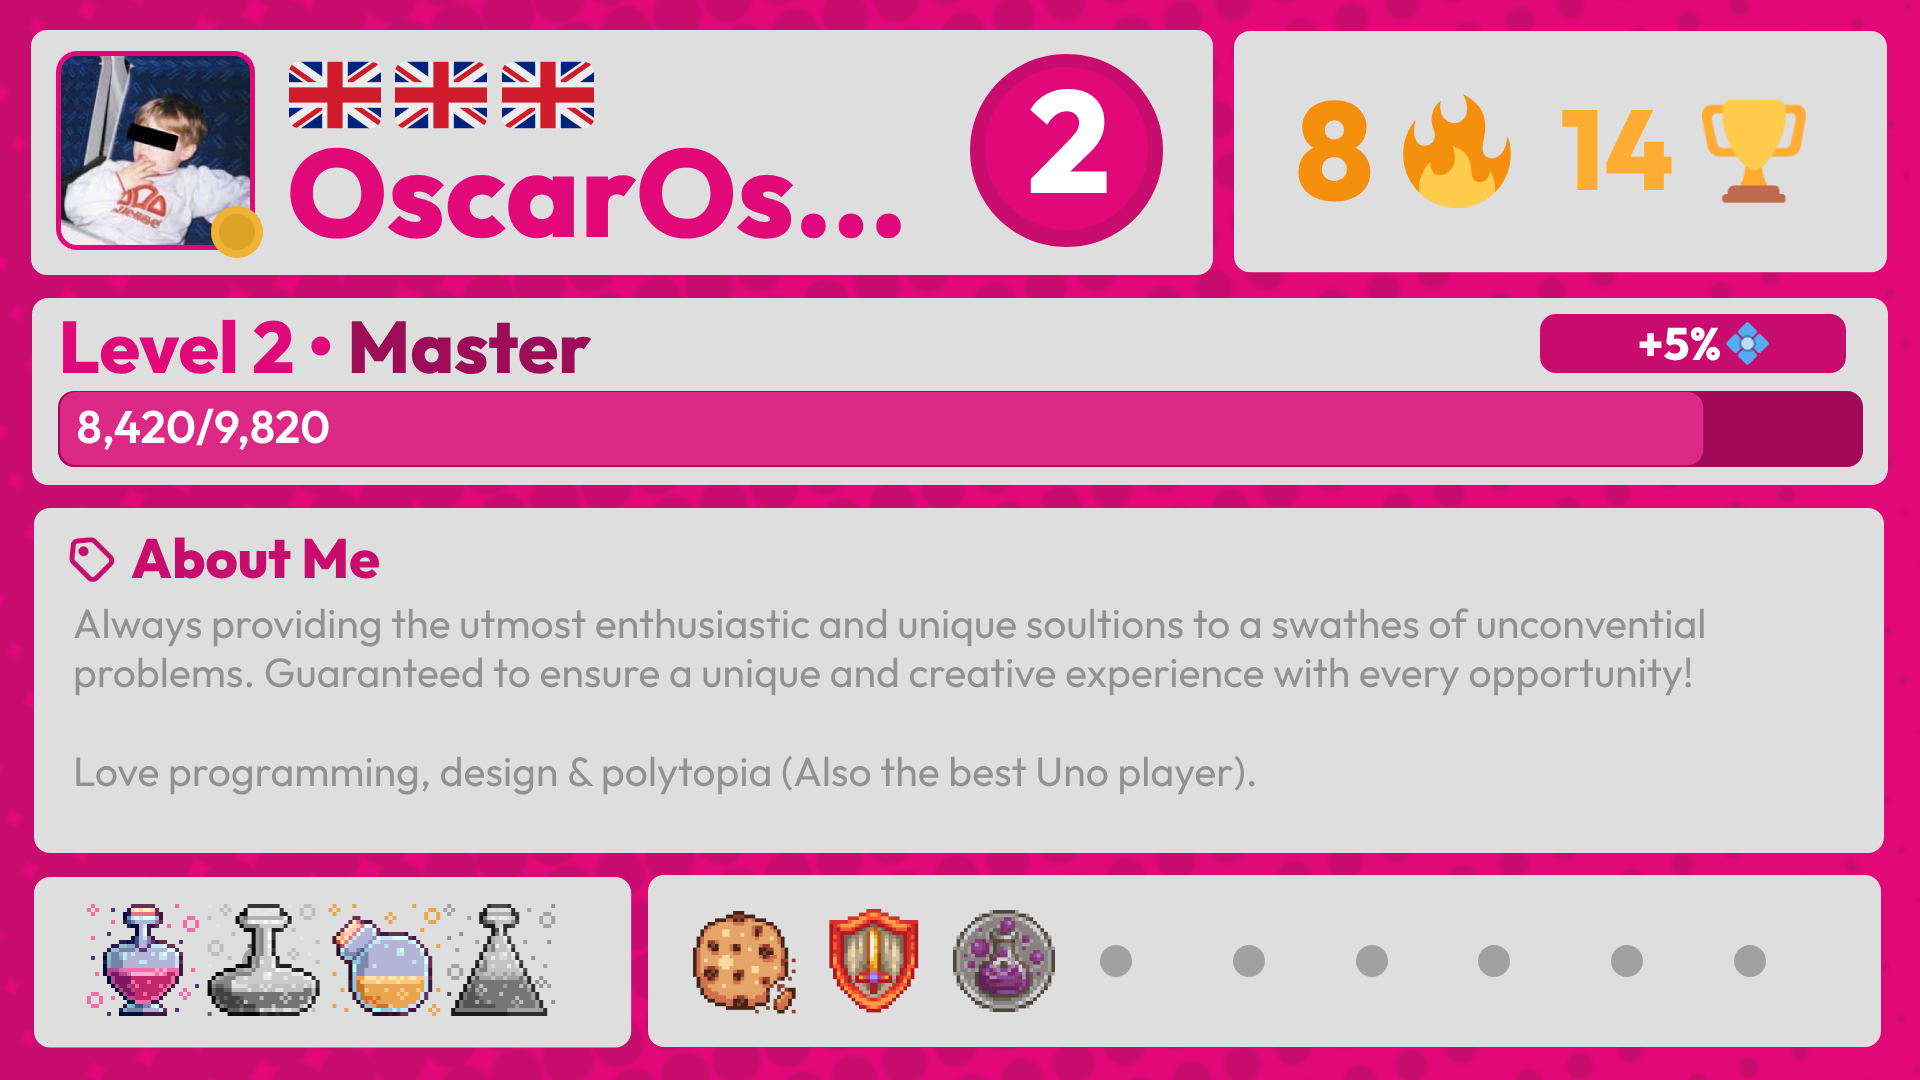 OscarOs...
2
8
14
Level 2 • Master
+5%
8,420/9,820
About Me
Always providing the utmost enthusiastic and unique soultions to a swathes of unconvential
problems. Guaranteed to ensure a unique and creative experience with every opportunity!
Love programming, design & polytopia (Also the best Uno player).